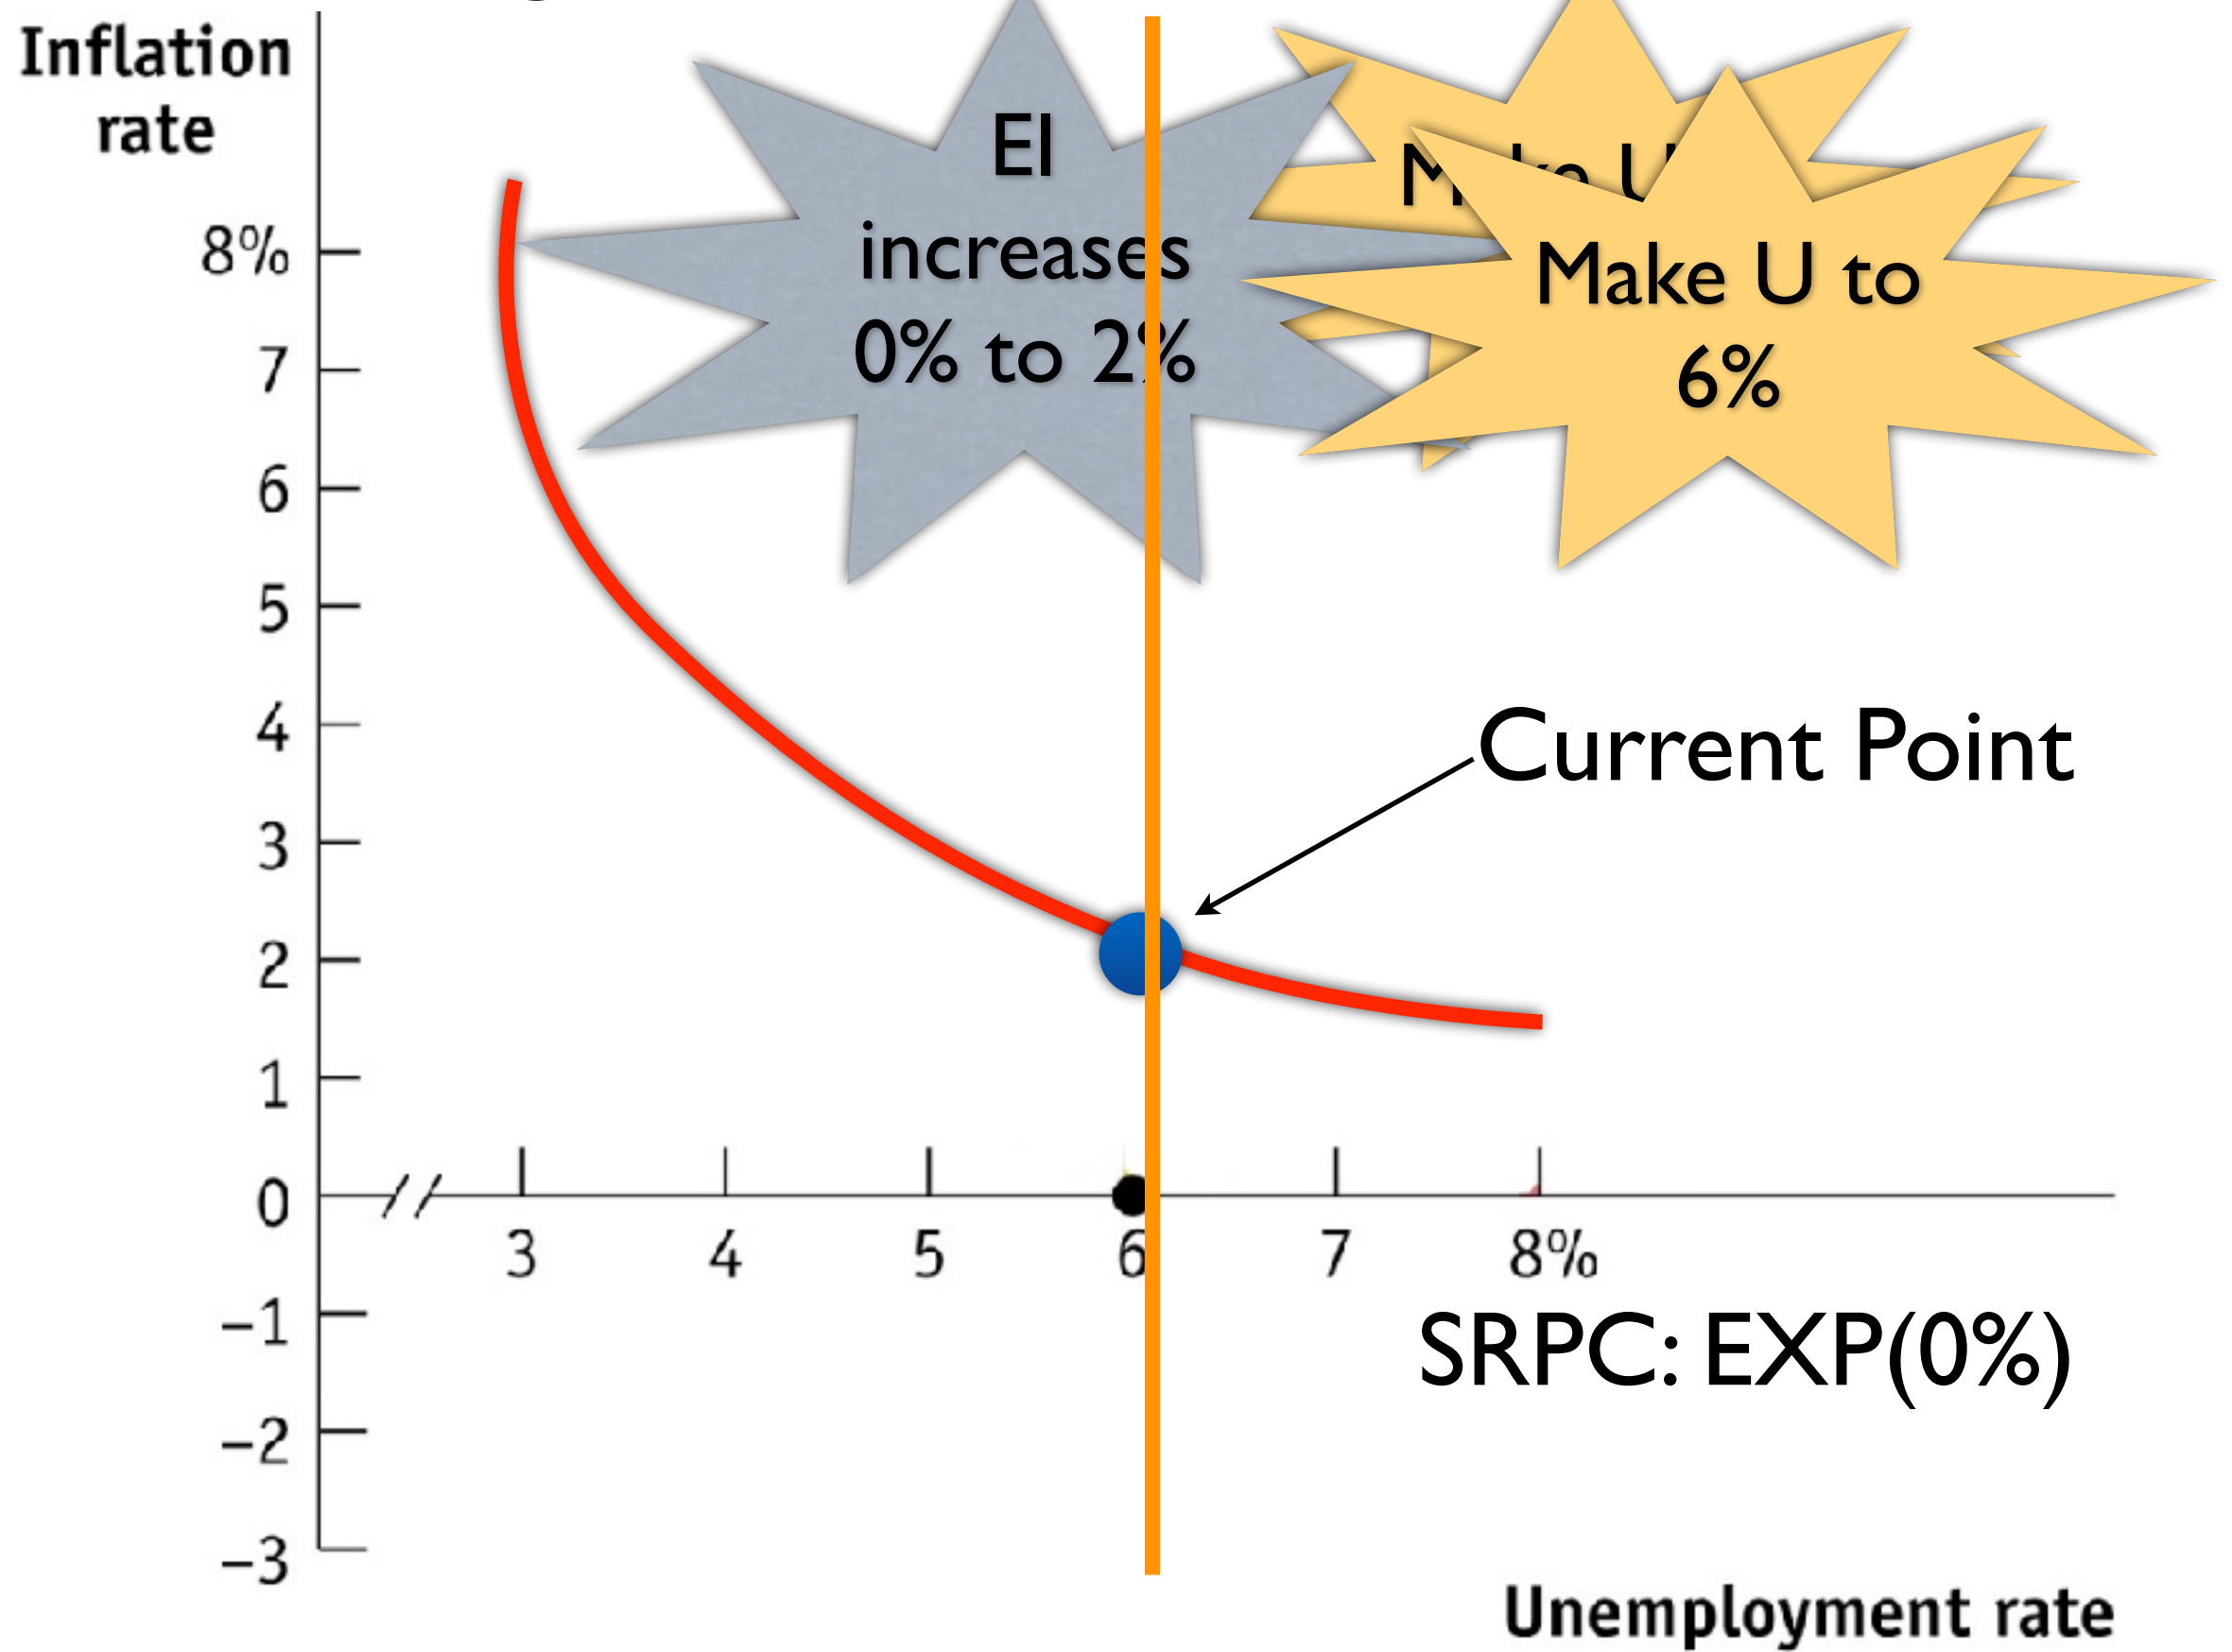 Inflation
rate
EI
increases
0% to 2%
Make U to
6%
8%
7
6
5
4
3
2
1
0
-1
-2
-3
Current Point
3
4
5
6
7
8%
SRPC: EXP(0%)
Unemployment rate